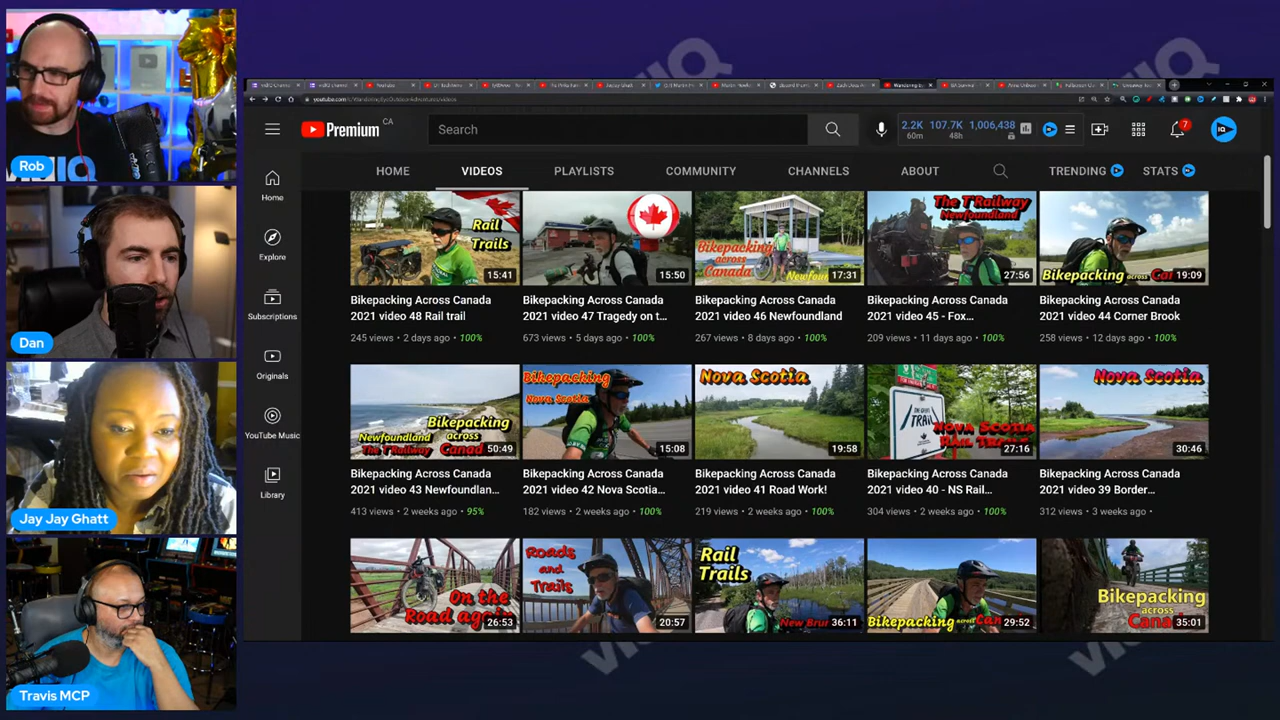 Rob
Dan
Jay Jay Ghatt
Travis MCP
Premium
CA
Search
2.2K 107.7K 1,006,438
60m 48h
7
HOME VIDEOS PLAYLISTS COMMUNITY CHANNELS ABOUT TRENDING STATS
Home
Explore
Subscriptions
Originals
YouTube Music
Library
Rail
Trails
15:41
15:50
Bikepacking
across
Canada
17:31
The T'Railway
Newfoundland
27:56
Bikepacking across
19:09
Bikepacking Across Canada
2021 video 48 Rail trail
245 views • 2 days ago • 100%
Bikepacking Across Canada
2021 video 47 Tragedy on t...
673 views • 5 days ago • 100%
Bikepacking Across Canada
2021 video 46 Newfoundland
267 views • 8 days ago • 100%
Bikepacking Across Canada
2021 video 45 - Fox...
209 views • 11 days ago • 100%
Bikepacking Across Canada
2021 video 44 Corner Brook
258 views • 12 days ago • 100%
Newfoundland
The T'Railway
Bikepacking
across
50:49
Bikepacking
Nova Scotia
15:08
Nova Scotia
19:58
TRAIL
Nova Scotia
Rail Trails
27:16
Nova Scotia
30:46
Bikepacking Across Canada
2021 video 43 Newfoundlan...
413 views • 2 weeks ago • 95%
Bikepacking Across Canada
2021 video 42 Nova Scotia...
182 views • 2 weeks ago • 100%
Bikepacking Across Canada
2021 video 41 Road Work!
219 views • 2 weeks ago • 100%
Bikepacking Across Canada
2021 video 40 - NS Rail...
304 views • 2 weeks ago • 100%
Bikepacking Across Canada
2021 video 39 Border...
312 views • 3 weeks ago •
On the
Road again
26:53
Roads
and
Trails
20:57
Rail
Trails
36:11
Bikepacking across
29:52
Bikepacking
across
35:01